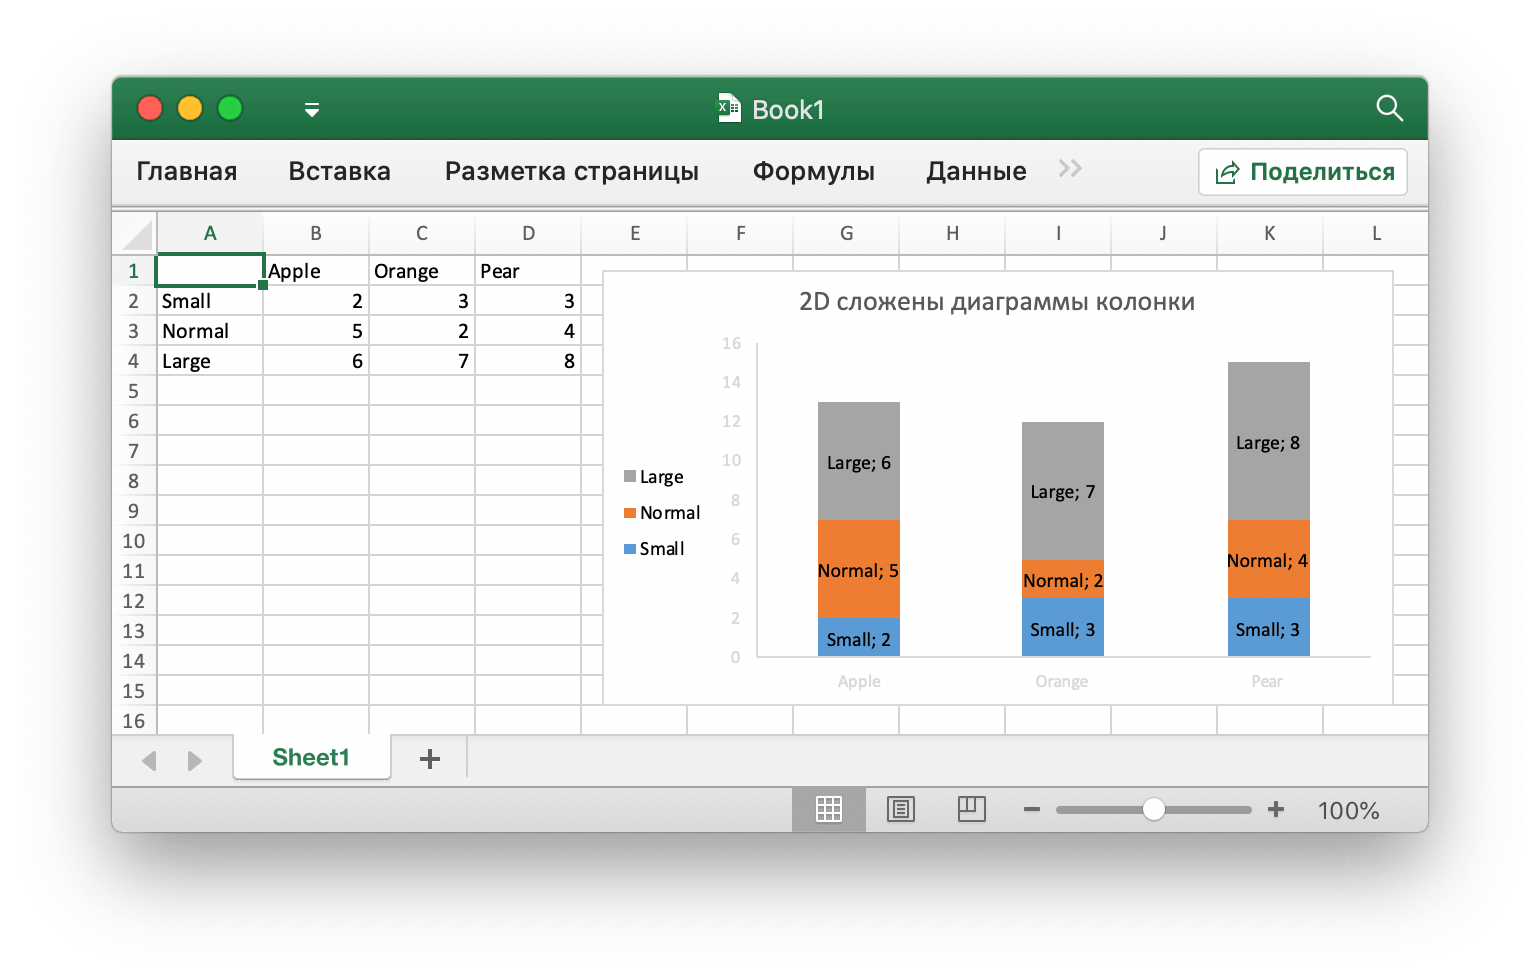 Book1
Главная Вставка Разметка страницы Формулы Данные Поделиться
A B C D E F G H I J K L
1 Apple Orange Pear
2 Small 2 3 3
3 Normal 5 2 4
4 Large 6 7 8
5
6
7
8
9
10
11
12
13
14
15
16
2D сложены диаграммы колонки
16
14
12
10
8
6
4
2
0
Large
Normal
Small
Large; 6
Normal; 5
Small; 2
Large; 7
Normal; 2
Small; 3
Large; 8
Normal; 4
Small; 3
Apple Orange Pear
Sheet1
100%